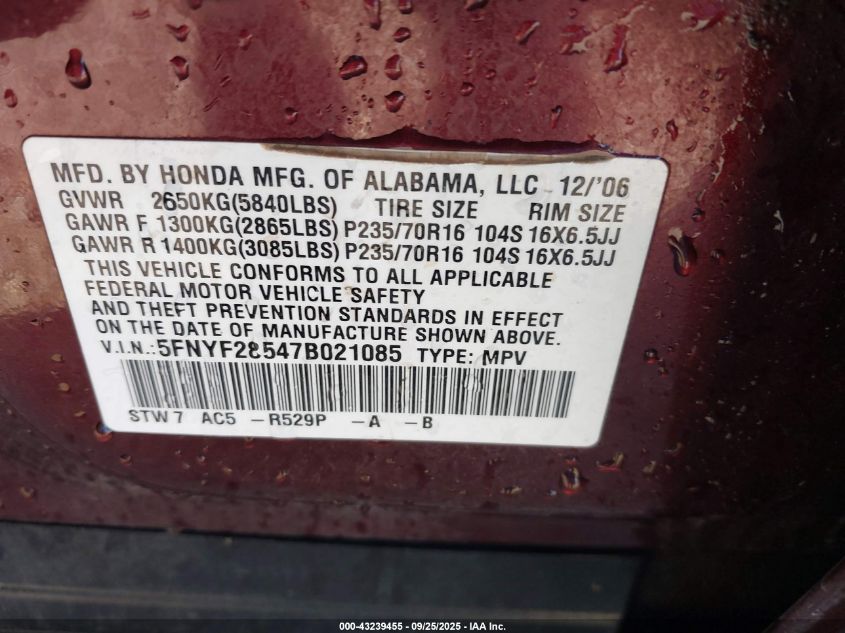 MFD. BY HONDA MFG. OF ALABAMA, LLC 12/'06
GVWR 2650KG(5840LBS) TIRE SIZE RIM SIZE
GAWR F 1300KG(2865LBS) P235/70R16 104S 16X6.5JJ
GAWR R 1400KG(3085LBS) P235/70R16 104S 16X6.5JJ
THIS VEHICLE CONFORMS TO ALL APPLICABLE
FEDERAL MOTOR VEHICLE SAFETY
AND THEFT PREVENTION STANDARDS IN EFFECT
ON THE DATE OF MANUFACTURE SHOWN ABOVE.
V.I.N.:5FNYF28547B021085 TYPE: MPV
STW7 AC5 -R529P -A -B
000-43239455 - 09/25/2025 - IAA Inc.